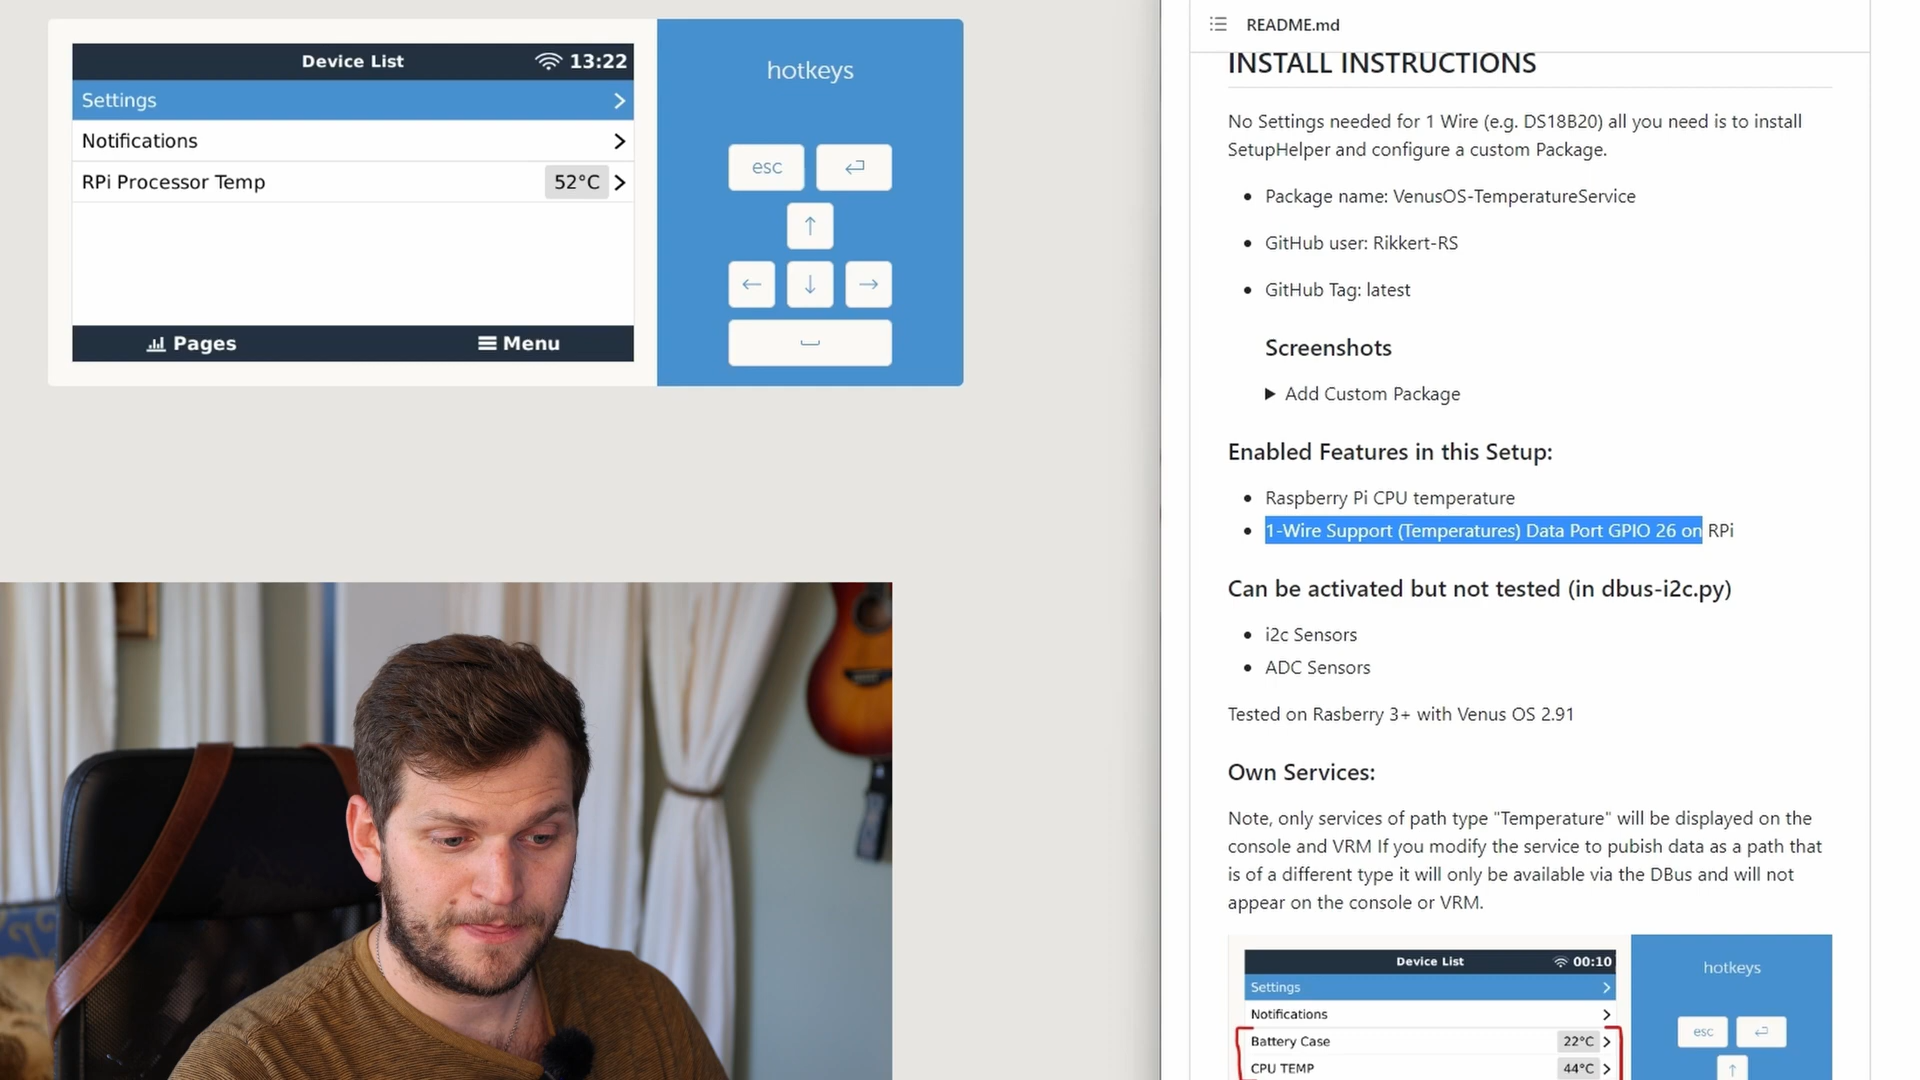 Device List
13:22
Settings
Notifications
RPi Processor Temp
52°C
Pages
Menu
hotkeys
esc
README.md
INSTALL INSTRUCTIONS
No Settings needed for 1 Wire (e.g. DS18B20) all you need is to install
SetupHelper and configure a custom Package.
Package name: VenusOS-TemperatureService
GitHub user: Rikkert-RS
GitHub Tag: latest
Screenshots
Add Custom Package
Enabled Features in this Setup:
Raspberry Pi CPU temperature
1-Wire Support (Temperatures) Data Port GPIO 26 on RPi
Can be activated but not tested (in dbus-i2c.py)
i2c Sensors
ADC Sensors
Tested on Rasberry 3+ with Venus OS 2.91
Own Services:
Note, only services of path type "Temperature" will be displayed on the
console and VRM If you modify the service to pubish data as a path that
is of a different type it will only be available via the DBus and will not
appear on the console or VRM.
Device List
00:10
Settings
Notifications
Battery Case
22°C
CPU TEMP
44°C
hotkeys
esc